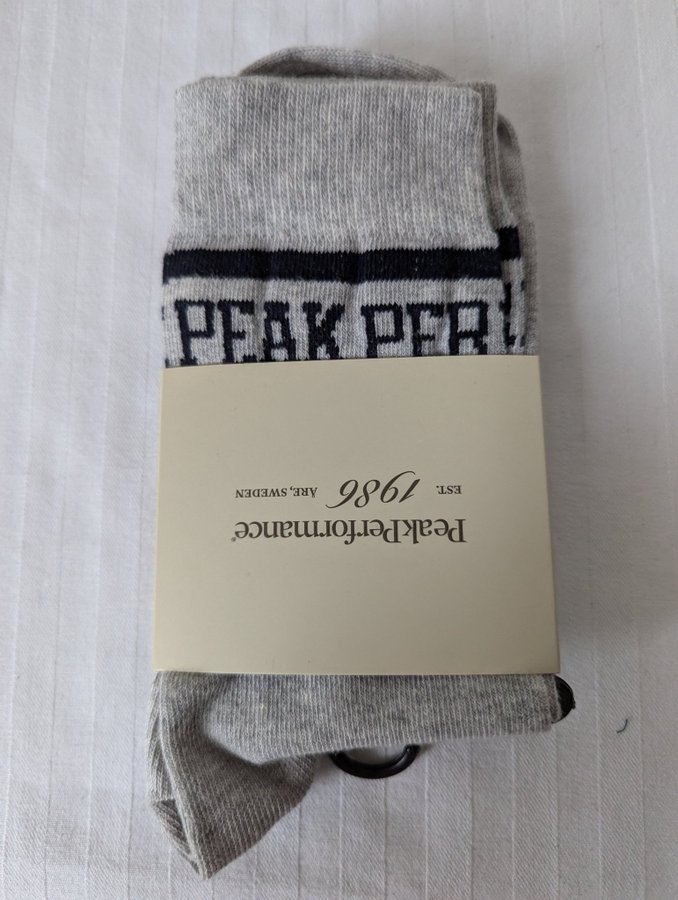 PEAK PER
PeakPerformance®
EST. 1986 ÅRE, SWEDEN